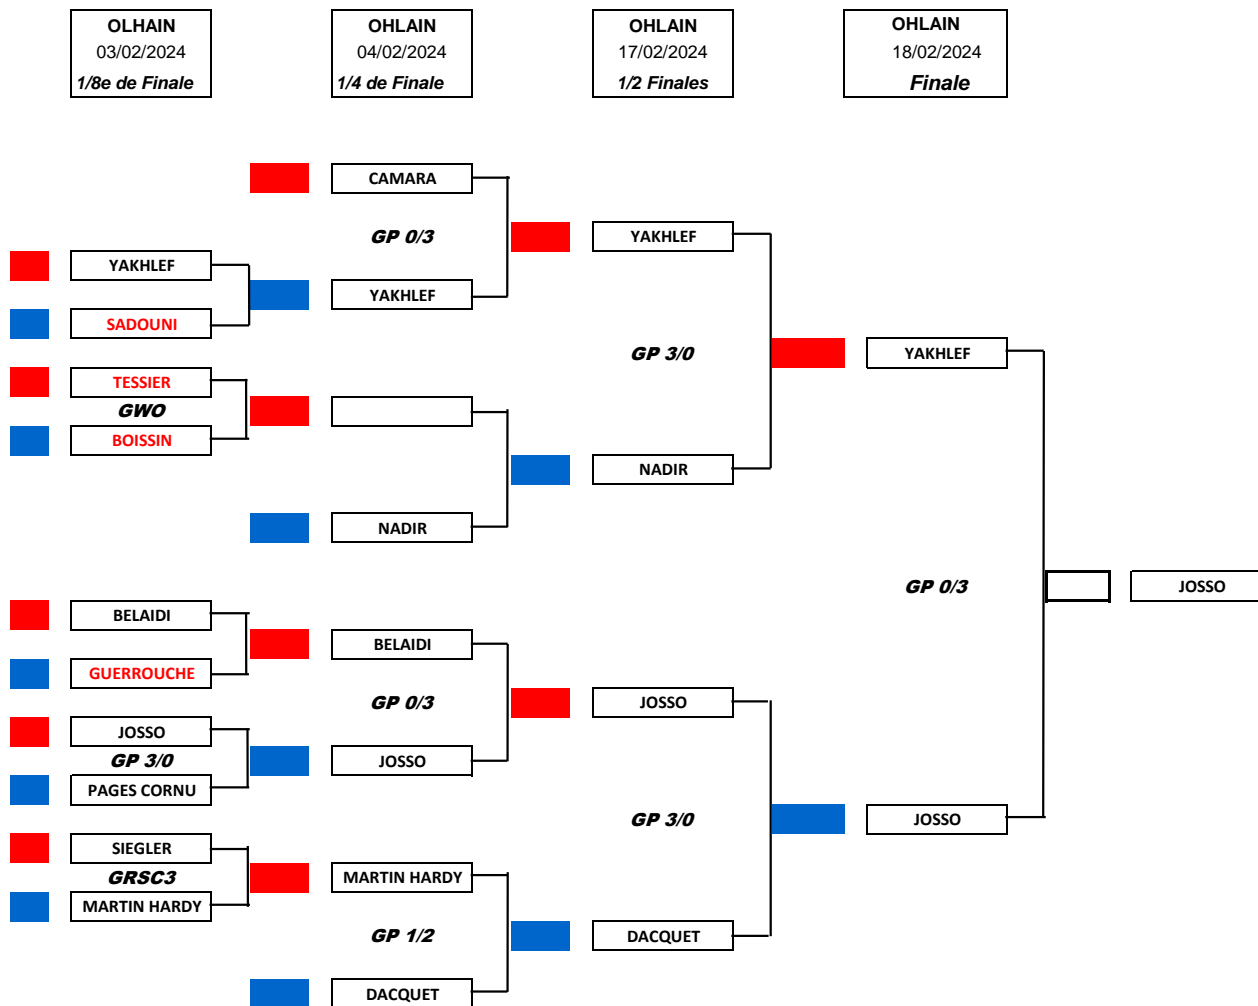 OLHAIN
03/02/2024
1/8e de Finale
OHLAIN
04/02/2024
1/4 de Finale
OHLAIN
17/02/2024
1/2 Finales
OHLAIN
18/02/2024
Finale
YAKHLEF
SADOUNI
TESSIER
GWO
BOISSIN
BELAIDI
GUERROUCHE
JOSSO
GP 3/0
PAGES CORNU
SIEGLER
GRSC3
MARTIN HARDY
CAMARA
GP 0/3
YAKHLEF
NADIR
BELAIDI
GP 0/3
JOSSO
MARTIN HARDY
GP 1/2
DACQUET
YAKHLEF
GP 3/0
NADIR
JOSSO
GP 3/0
DACQUET
YAKHLEF
GP 0/3
JOSSO
JOSSO